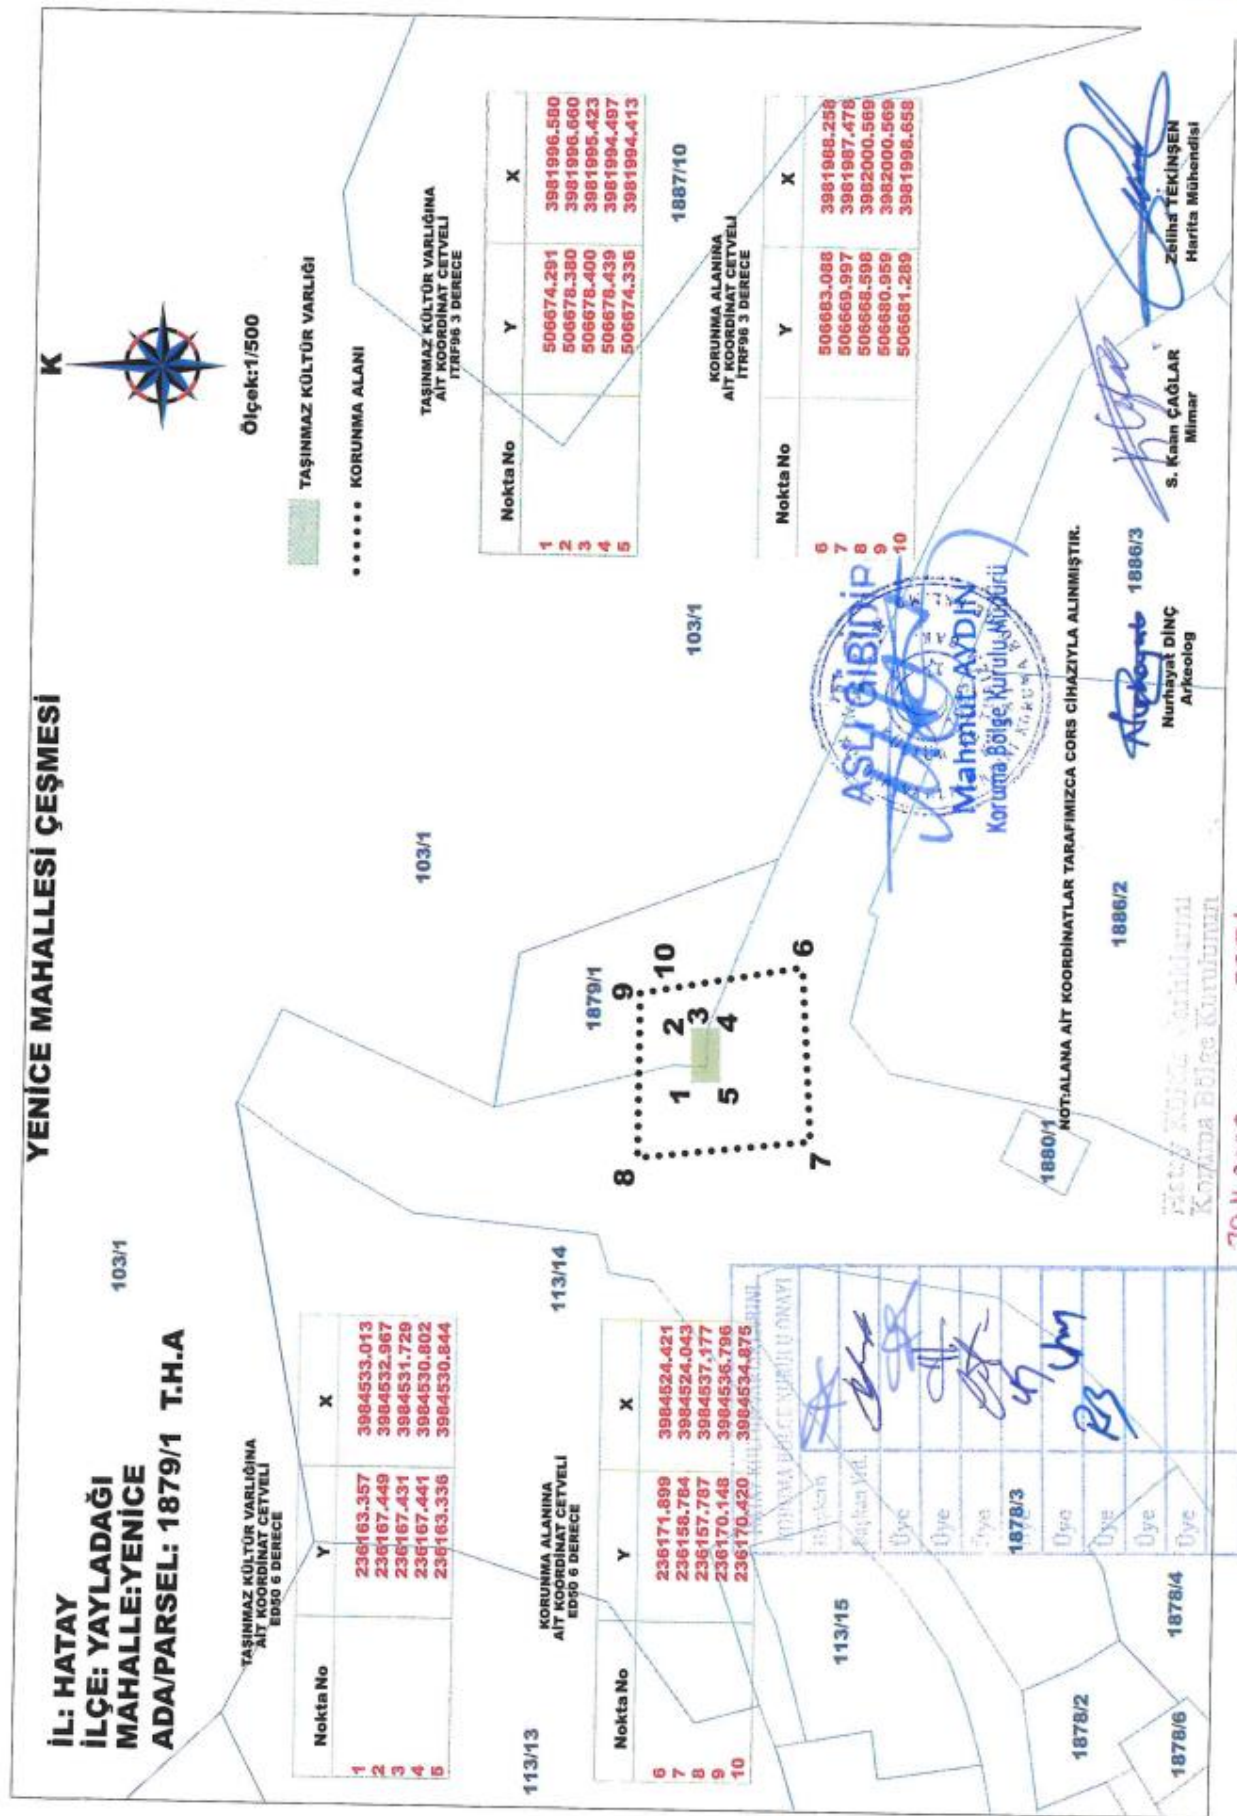 YENİCE MAHALLESİ ÇEŞMESİ
İL: HATAY
İLÇE: YAYLADAĞI
MAHALLE:YENİCE
ADA/PARSEL: 1879/1 T.H.A
K
Ölçek:1/500
TAŞINMAZ KÜLTÜR VARLIĞI
KORUNMA ALANI
TAŞINMAZ KÜLTÜR VARLIĞINA
AİT KOORDİNAT CETVELİ
ED50 6 DERECE
Nokta No Y X
1 236163.357 3984533.013
2 236167.449 3984532.967
3 236167.431 3984531.729
4 236167.441 3984530.802
5 236163.336 3984530.844
KORUNMA ALANINA
AİT KOORDİNAT CETVELİ
ED50 6 DERECE
Nokta No Y X
6 236171.899 3984524.421
7 236158.784 3984524.043
8 236157.787 3984537.177
9 236170.148 3984536.796
10 236170.420 3984534.875
TAŞINMAZ KÜLTÜR VARLIĞINA
AİT KOORDİNAT CETVELİ
ITRF96 3 DERECE
Nokta No Y X
1 506674.291 3981996.580
2 506678.380 3981996.660
3 506678.400 3981995.423
4 506678.439 3981994.497
5 506674.336 3981994.413
KORUNMA ALANINA
AİT KOORDİNAT CETVELİ
İTRF96 3 DERECE
Nokta No Y X
6 506683.088 3981988.258
7 506669.997 3981987.478
8 506668.598 3982000.569
9 506680.959 3982000.569
10 506681.289 3981998.658
103/1
103/1
103/1
113/13
113/14
113/15
1879/1
1887/10
1880/1
1886/2
1886/3
1878/3
1878/2
1878/4
1878/6
8
9
10
1
2
3
4
5
6
7
ASLI GİBİDİR
Mahmut AYDIN
Koruma Bölge Kurulu Müdürü
NOT:ALANA AİT KOORDİNATLAR TARAFIMIZCA CORS CİHAZIYLA ALINMIŞTIR.
Nurhayat DİNÇ
Arkeolog
S. Kaan ÇAĞLAR
Mimar
Zeliha TEKİNŞEN
Harita Mühendisi
KORUMA BÖLGE KURULU ONAYI
Üye
Üye
Üye
Üye
Üye
Üye
Koruma Bölge Kurulunun